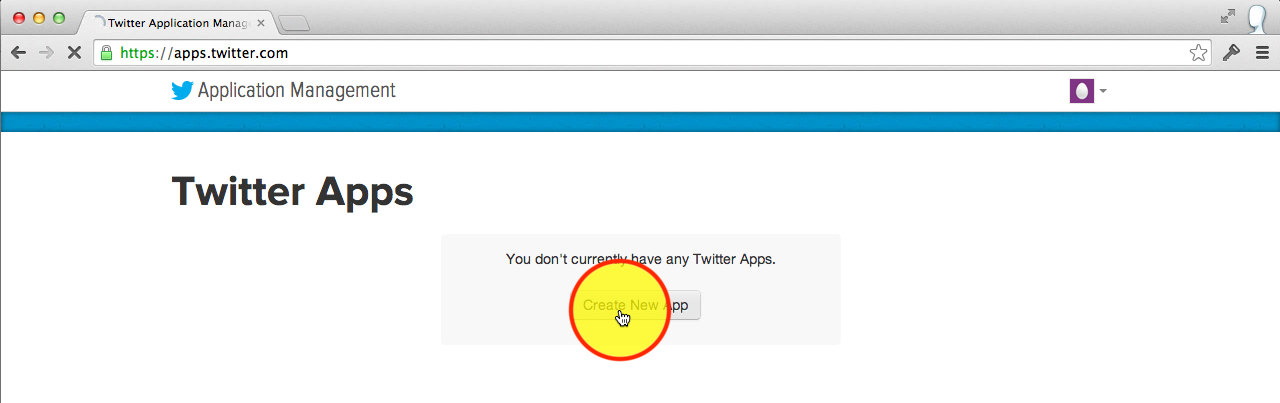 Twitter Application Manag
https://apps.twitter.com
Application Management
Twitter Apps
You don't currently have any Twitter Apps.
Create New App